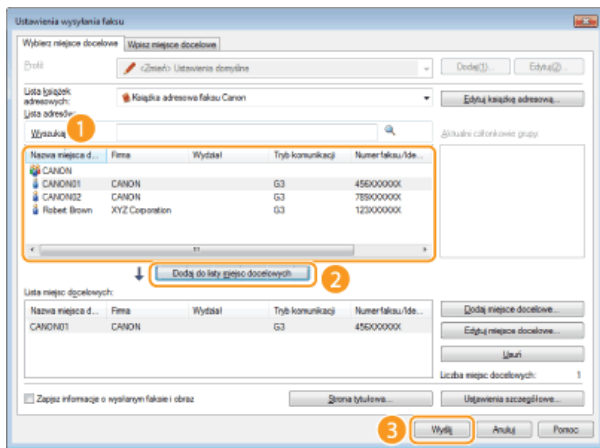 Ustawienia wysyłania faksu
Wybierz miejsce docelowe Wpisz miejsce docelowe
Profil: <Zmień> Ustawienia domyślne Dodaj(1)... Edytuj(2)...
Lista książek adresowych: Książka adresowa faksu Canon Edytuj książkę adresową...
Lista adresów:
1
Wyszukaj Aktualni członkowie grupy:
Nazwa miejsca d... Firma Wydział Tryb komunikacji Numer faksu/Ide...
CANON
CANON01 CANON G3 456XXXXXXX
CANON02 CANON G3 789XXXXXXX
Robert Brown XYZ Corporation G3 123XXXXXXX
Dodaj do listy miejsc docelowych 2
Lista miejsc docelowych:
Nazwa miejsca d... Firma Wydział Tryb komunikacji Numer faksu/Ide... Dodaj miejsce docelowe...
CANON01 CANON G3 456XXXXXXX Edytuj miejsce docelowe...
Usuń
Liczba miejsc docelowych: 1
Zapisz informacje o wysłanym faksie i obraz Strona tytułowa... Ustawienia szczegółowe...
3 Wyślij Anuluj Pomoc